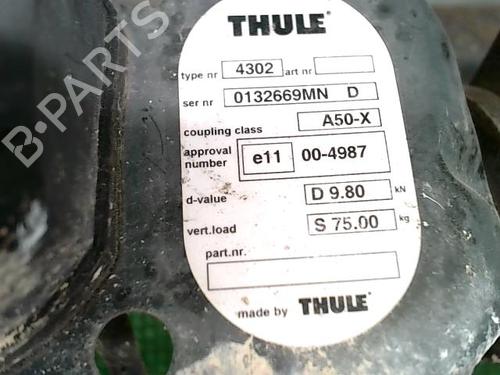 THULE
type nr 4302 art nr
ser nr 0132669MN D
coupling class A50-X
approval number e11 00-4987
d-value D 9.80 kN
vert.load S 75.00 kg
part.nr.
made by THULE
B-PARTS